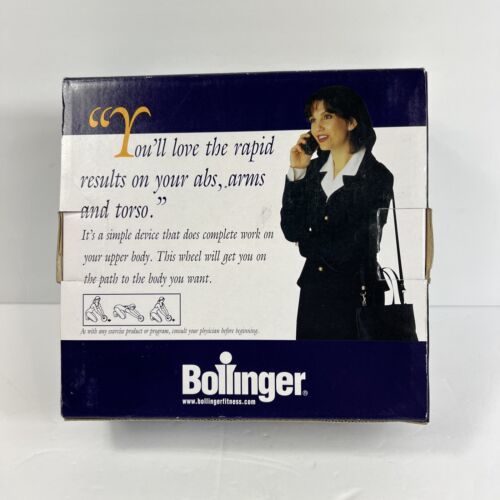 “You’ll love the rapid
results on your abs, arms
and torso.”
It’s a simple device that does complete work on
your upper body. This wheel will get you on
the path to the body you want.
As with any exercise product or program, consult your physician before beginning.
Bollinger®
www.bollingerfitness.com